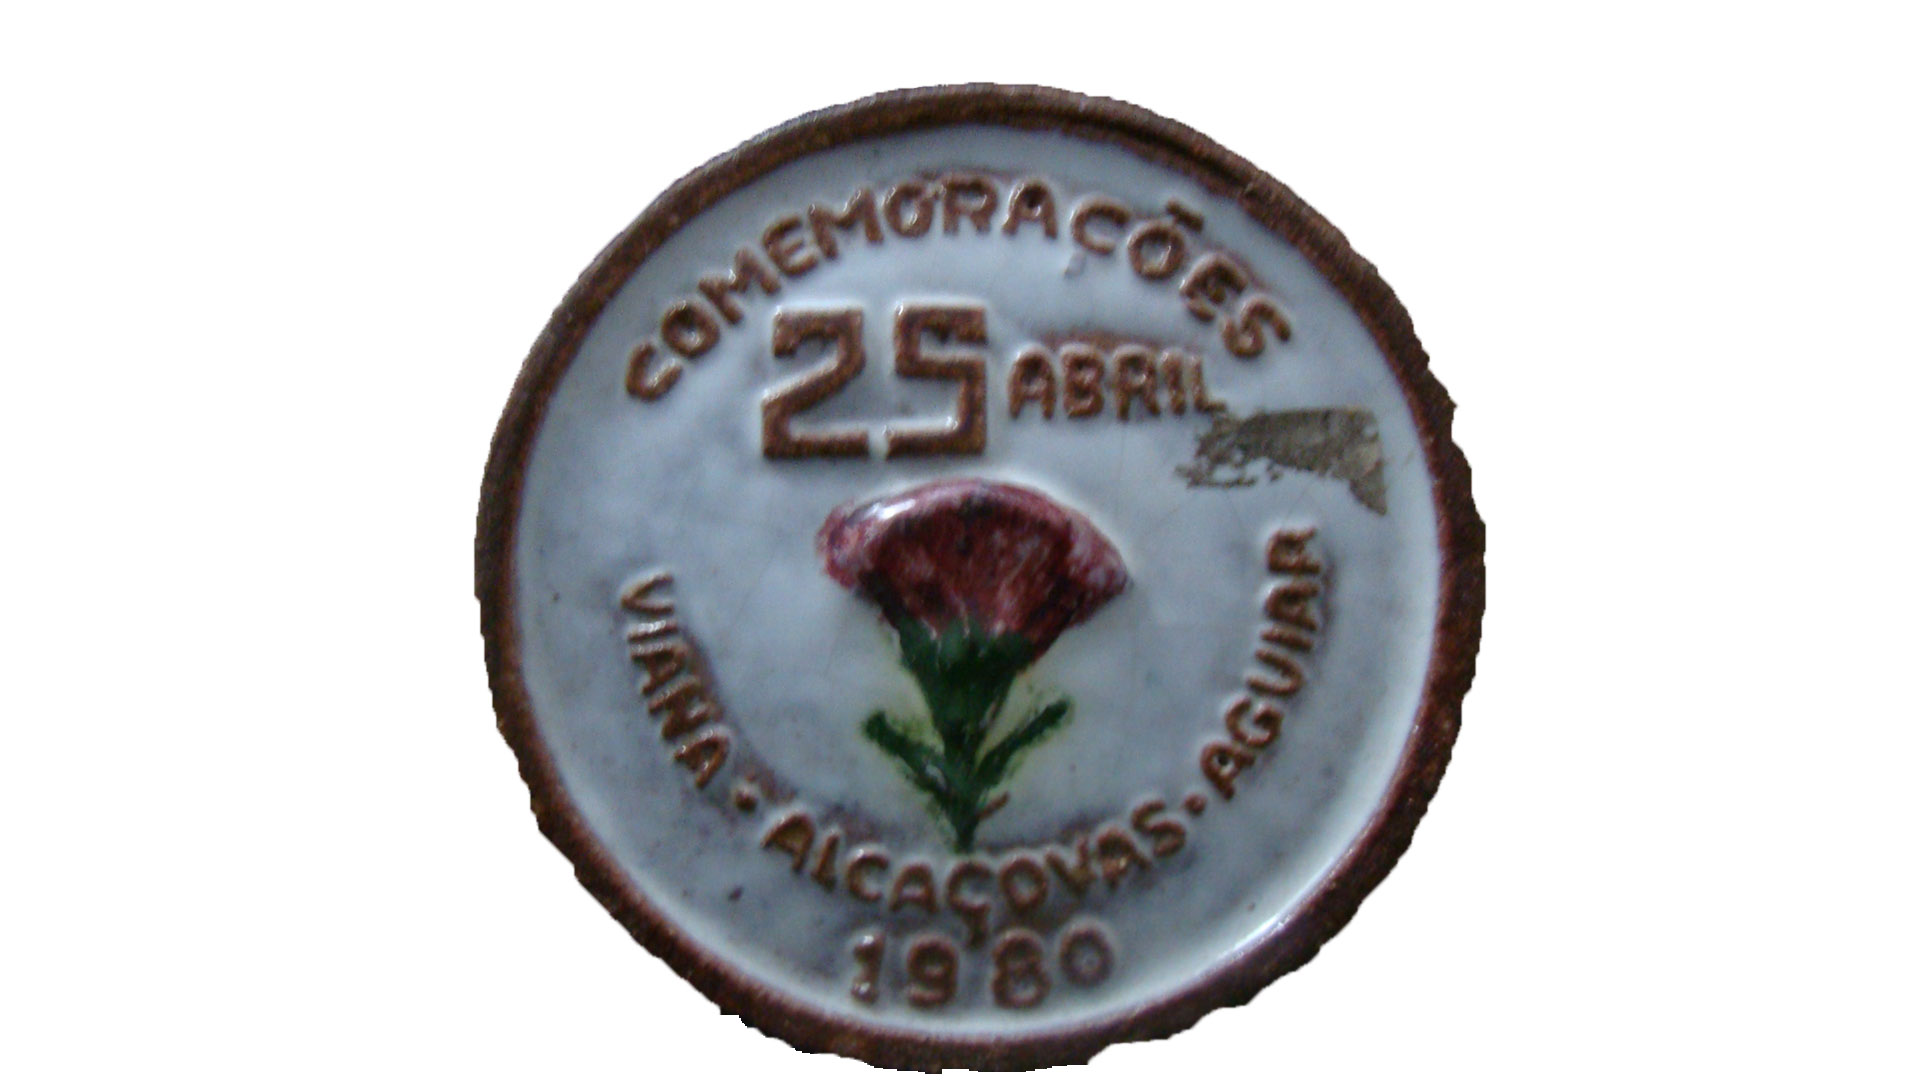 COMEMORAÇÕES
25 ABRIL
VIANA · ALCAÇOVAS · AGUIAR
1980